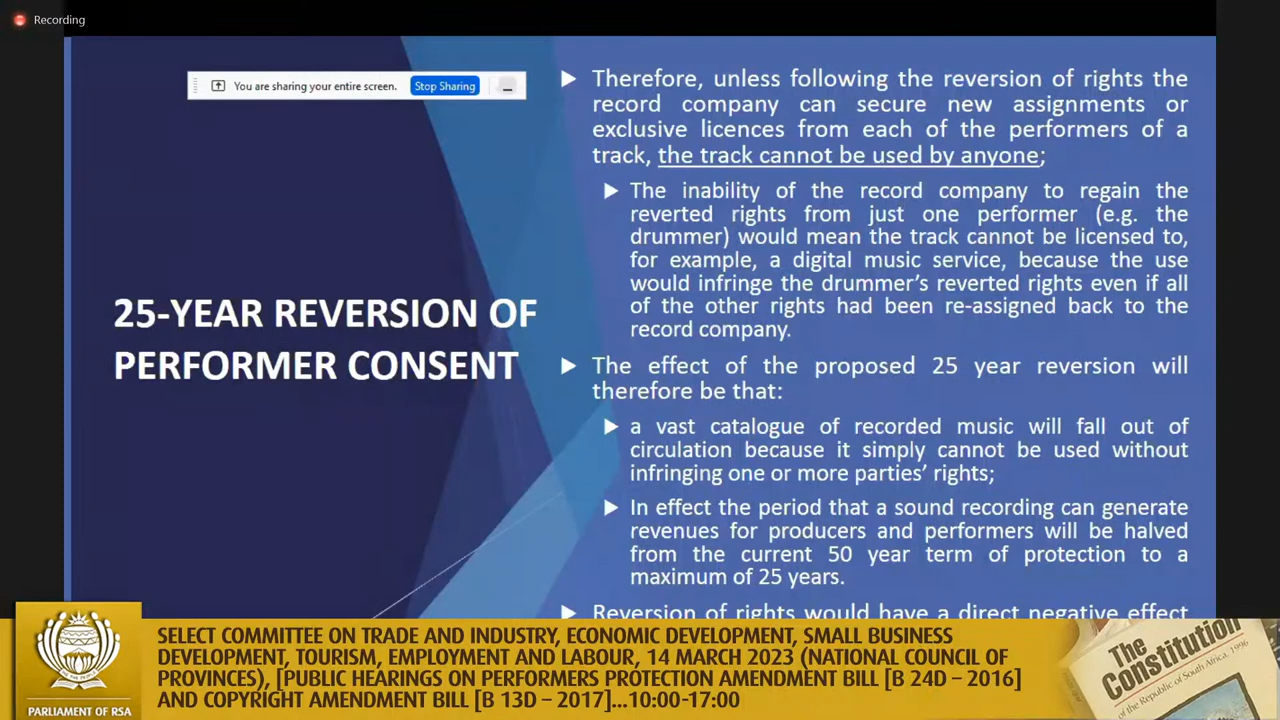 Recording
You are sharing your entire screen.
Stop Sharing
25-YEAR REVERSION OF
PERFORMER CONSENT
Therefore, unless following the reversion of rights the
record company can secure new assignments or
exclusive licences from each of the performers of a
track, the track cannot be used by anyone;
The inability of the record company to regain the
reverted rights from just one performer (e.g. the
drummer) would mean the track cannot be licensed to,
for example, a digital music service, because the use
would infringe the drummer’s reverted rights even if all
of the other rights had been re-assigned back to the
record company.
The effect of the proposed 25 year reversion will
therefore be that:
a vast catalogue of recorded music will fall out of
circulation because it simply cannot be used without
infringing one or more parties’ rights;
In effect the period that a sound recording can generate
revenues for producers and performers will be halved
from the current 50 year term of protection to a
maximum of 25 years.
Reversion of rights would have a direct negative effect
PARLIAMENT OF RSA
SELECT COMMITTEE ON TRADE AND INDUSTRY, ECONOMIC DEVELOPMENT, SMALL BUSINESS
DEVELOPMENT, TOURISM, EMPLOYMENT AND LABOUR, 14 MARCH 2023 (NATIONAL COUNCIL OF
PROVINCES), [PUBLIC HEARINGS ON PERFORMERS PROTECTION AMENDMENT BILL [B 24D – 2016]
AND COPYRIGHT AMENDMENT BILL [B 13D – 2017]...10:00-17:00
The
Constitution
of the Republic of South Africa, 1996